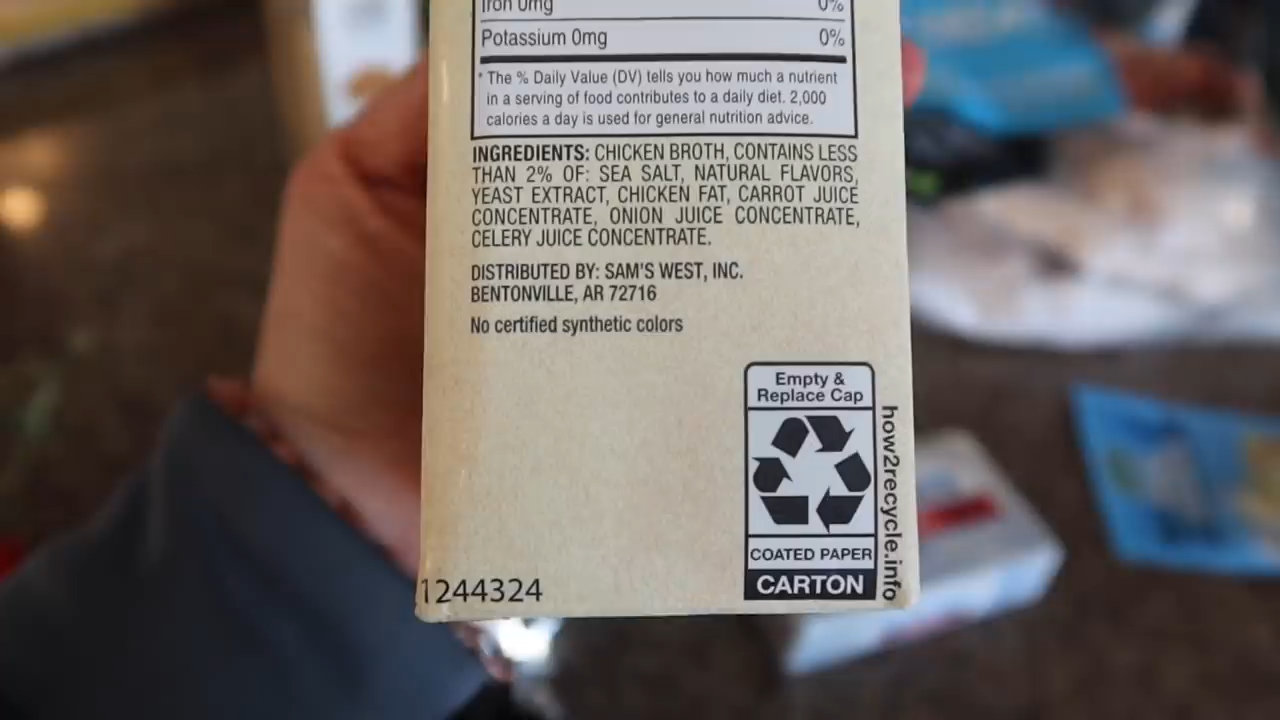 Iron 0mg 0%
Potassium 0mg 0%
* The % Daily Value (DV) tells you how much a nutrient
in a serving of food contributes to a daily diet. 2,000
calories a day is used for general nutrition advice.
INGREDIENTS: CHICKEN BROTH, CONTAINS LESS
THAN 2% OF: SEA SALT, NATURAL FLAVORS,
YEAST EXTRACT, CHICKEN FAT, CARROT JUICE
CONCENTRATE, ONION JUICE CONCENTRATE,
CELERY JUICE CONCENTRATE.
DISTRIBUTED BY: SAM'S WEST, INC.
BENTONVILLE, AR 72716
No certified synthetic colors
Empty &
Replace Cap
COATED PAPER
CARTON
how2recycle.info
1244324